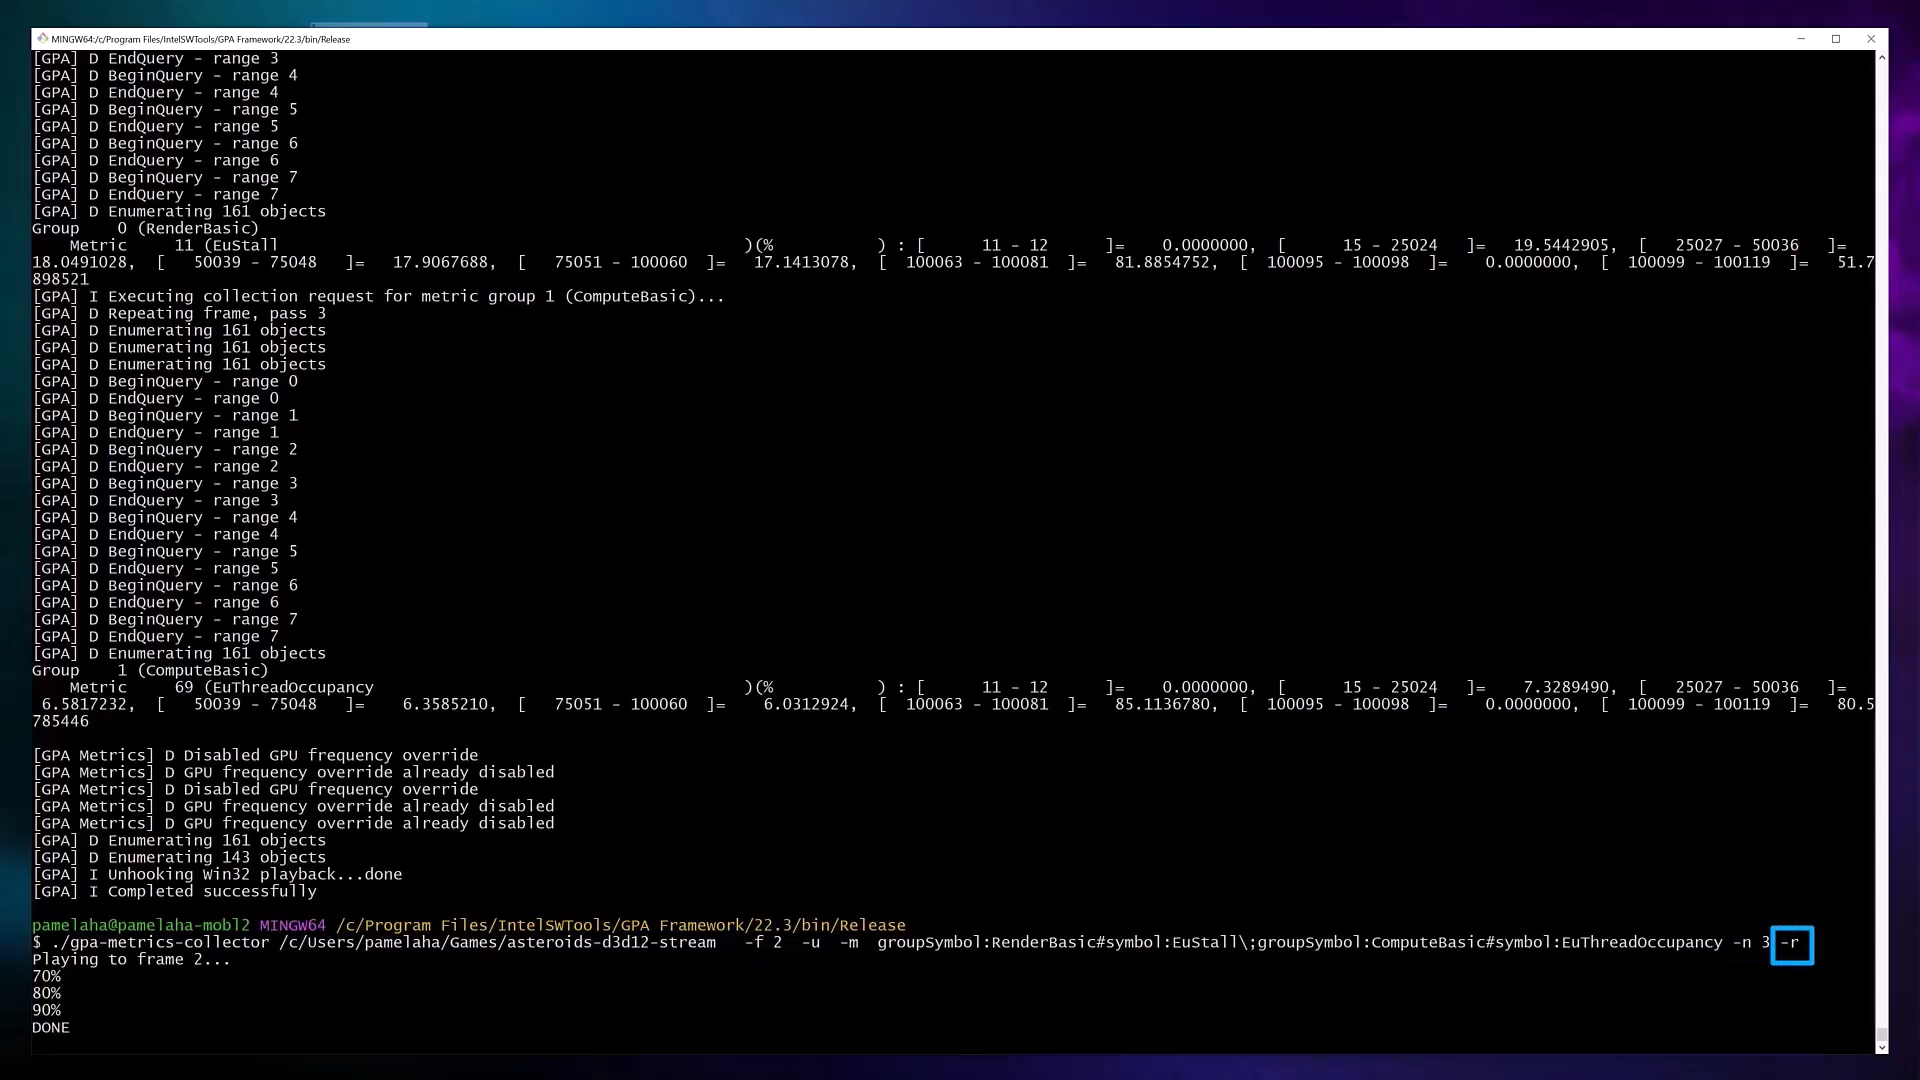 MINGW64:/c/Program Files/IntelSWTools/GPA Framework/22.3/bin/Release
[GPA] D EndQuery - range 3
[GPA] D BeginQuery - range 4
[GPA] D EndQuery - range 4
[GPA] D BeginQuery - range 5
[GPA] D EndQuery - range 5
[GPA] D BeginQuery - range 6
[GPA] D EndQuery - range 6
[GPA] D BeginQuery - range 7
[GPA] D EndQuery - range 7
[GPA] D Enumerating 161 objects
Group 0 (RenderBasic)
Metric 11 (EuStall )(% ) : [ 11 - 12 ]= 0.0000000, [ 15 - 25024 ]= 19.5442905, [ 25027 - 50036 ]=
18.0491028, [ 50039 - 75048 ]= 17.9067688, [ 75051 - 100060 ]= 17.1413078, [ 100063 - 100081 ]= 81.8854752, [ 100095 - 100098 ]= 0.0000000, [ 100099 - 100119 ]= 51.7
898521
[GPA] I Executing collection request for metric group 1 (ComputeBasic)...
[GPA] D Repeating frame, pass 3
[GPA] D Enumerating 161 objects
[GPA] D Enumerating 161 objects
[GPA] D Enumerating 161 objects
[GPA] D BeginQuery - range 0
[GPA] D EndQuery - range 0
[GPA] D BeginQuery - range 1
[GPA] D EndQuery - range 1
[GPA] D BeginQuery - range 2
[GPA] D EndQuery - range 2
[GPA] D BeginQuery - range 3
[GPA] D EndQuery - range 3
[GPA] D BeginQuery - range 4
[GPA] D EndQuery - range 4
[GPA] D BeginQuery - range 5
[GPA] D EndQuery - range 5
[GPA] D BeginQuery - range 6
[GPA] D EndQuery - range 6
[GPA] D BeginQuery - range 7
[GPA] D EndQuery - range 7
[GPA] D Enumerating 161 objects
Group 1 (ComputeBasic)
Metric 69 (EuThreadOccupancy )(% ) : [ 11 - 12 ]= 0.0000000, [ 15 - 25024 ]= 7.3289490, [ 25027 - 50036 ]=
6.5817232, [ 50039 - 75048 ]= 6.3585210, [ 75051 - 100060 ]= 6.0312924, [ 100063 - 100081 ]= 85.1136780, [ 100095 - 100098 ]= 0.0000000, [ 100099 - 100119 ]= 80.5
785446
[GPA Metrics] D Disabled GPU frequency override
[GPA Metrics] D GPU frequency override already disabled
[GPA Metrics] D Disabled GPU frequency override
[GPA Metrics] D GPU frequency override already disabled
[GPA Metrics] D GPU frequency override already disabled
[GPA] D Enumerating 161 objects
[GPA] D Enumerating 143 objects
[GPA] I Unhooking Win32 playback...done
[GPA] I Completed successfully
pamelaha@pamelaha-mobl2 MINGW64 /c/Program Files/IntelSWTools/GPA Framework/22.3/bin/Release
$ ./gpa-metrics-collector /c/Users/pamelaha/Games/asteroids-d3d12-stream -f 2 -u -m groupSymbol:RenderBasic#symbol:EuStall\;groupSymbol:ComputeBasic#symbol:EuThreadOccupancy -n 3 -r
Playing to frame 2...
70%
80%
90%
DONE